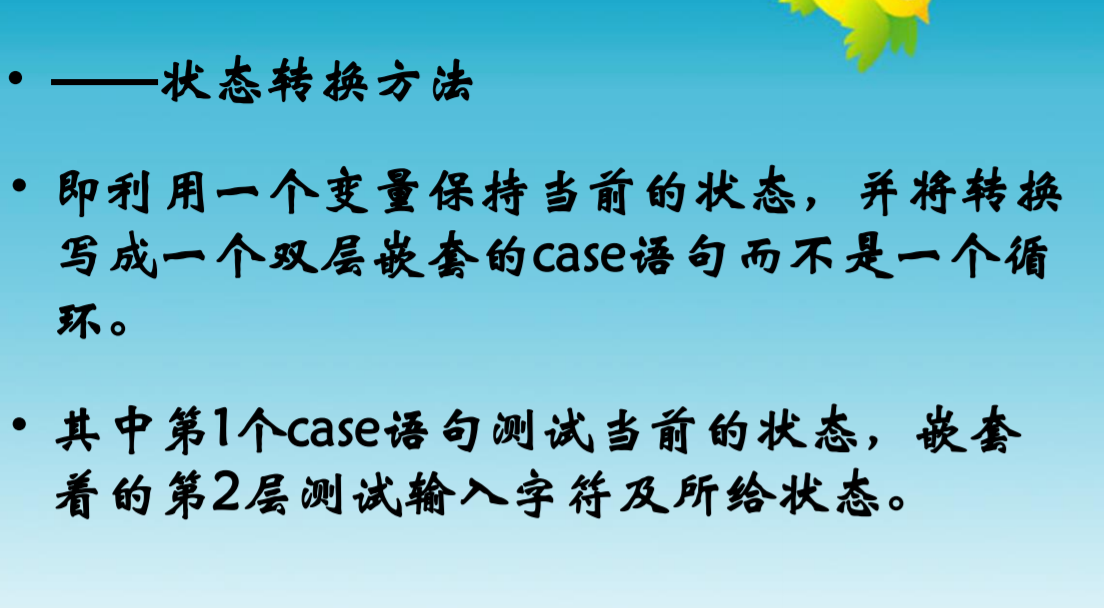 • ——状态转换方法
• 即利用一个变量保持当前的状态，并将转换
写成一个双层嵌套的case语句而不是一个循
环。
• 其中第1个case语句测试当前的状态，嵌套
着的第2层测试输入字符及所给状态。